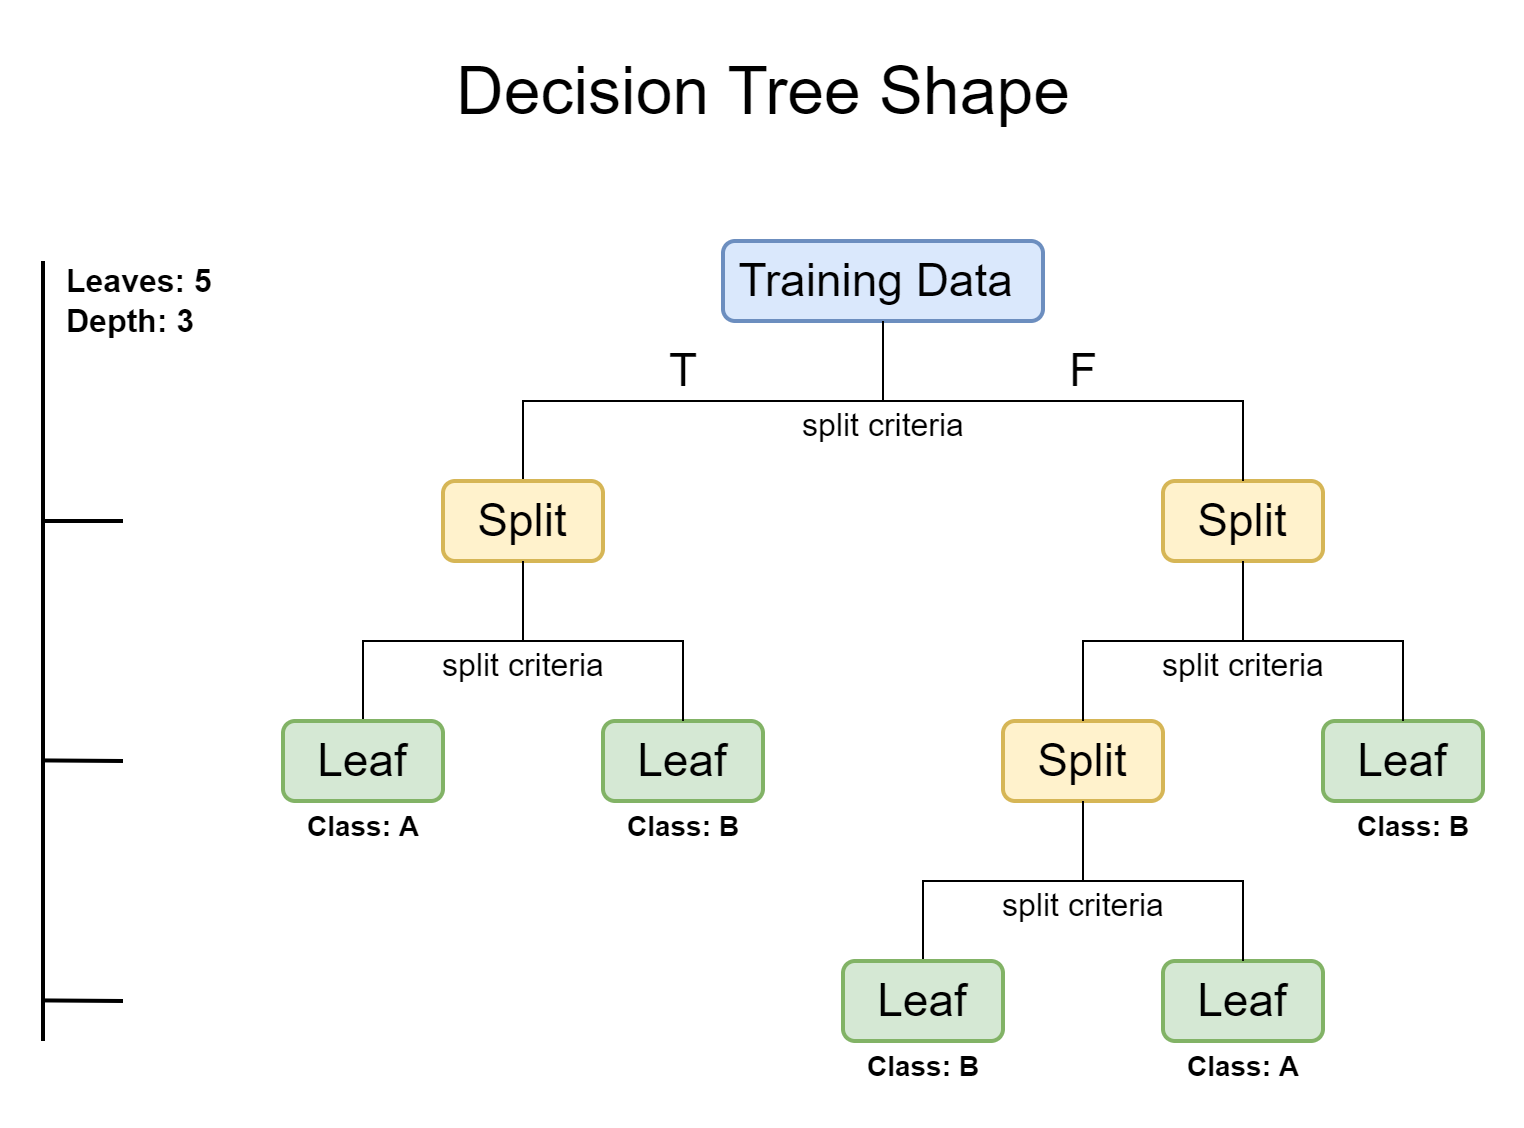 Decision Tree Shape
Leaves: 5
Depth: 3
Training Data
T
F
split criteria
Split
Split
split criteria
split criteria
Leaf
Leaf
Split
Leaf
Class: A
Class: B
Class: B
split criteria
Leaf
Leaf
Class: B
Class: A